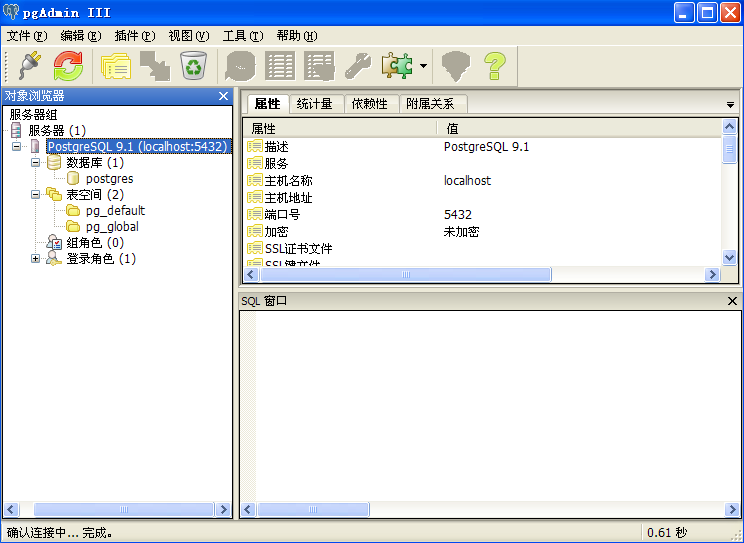 pgAdmin III
文件(F) 编辑(E) 插件(P) 视图(V) 工具(T) 帮助(H)
对象浏览器
服务器组
服务器 (1)
PostgreSQL 9.1 (localhost:5432)
数据库 (1)
postgres
表空间 (2)
pg_default
pg_global
组角色 (0)
登录角色 (1)
属性 统计量 依赖性 附属关系
属性 值
描述 PostgreSQL 9.1
服务
主机名称 localhost
主机地址
端口号 5432
加密 未加密
SSL证书文件
SSL键文件
SQL 窗口
确认连接中... 完成。 0.61 秒